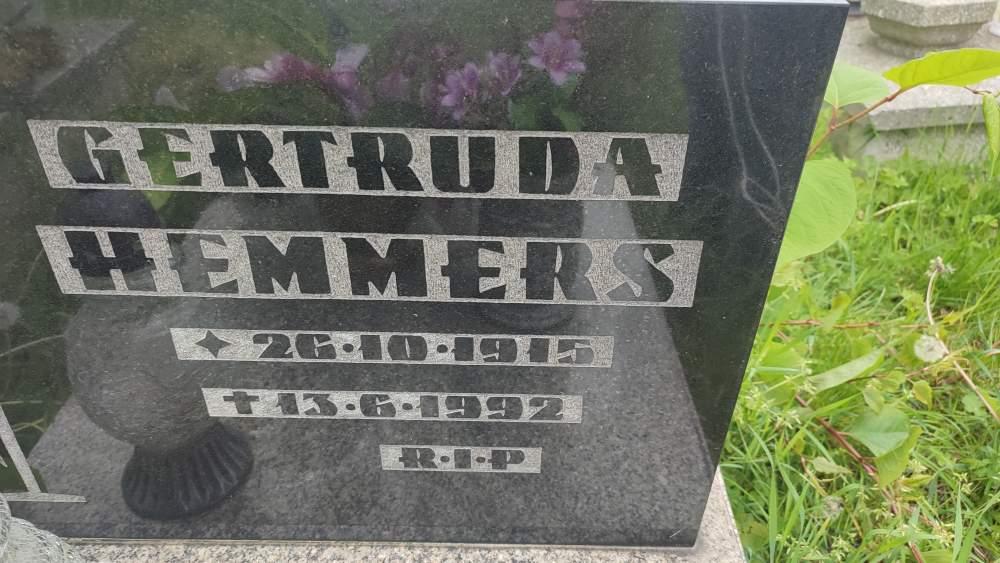 GERTRUDA
HEMMERS
✦ 26·10·1915
✝ 13·6·1992
R·I·P